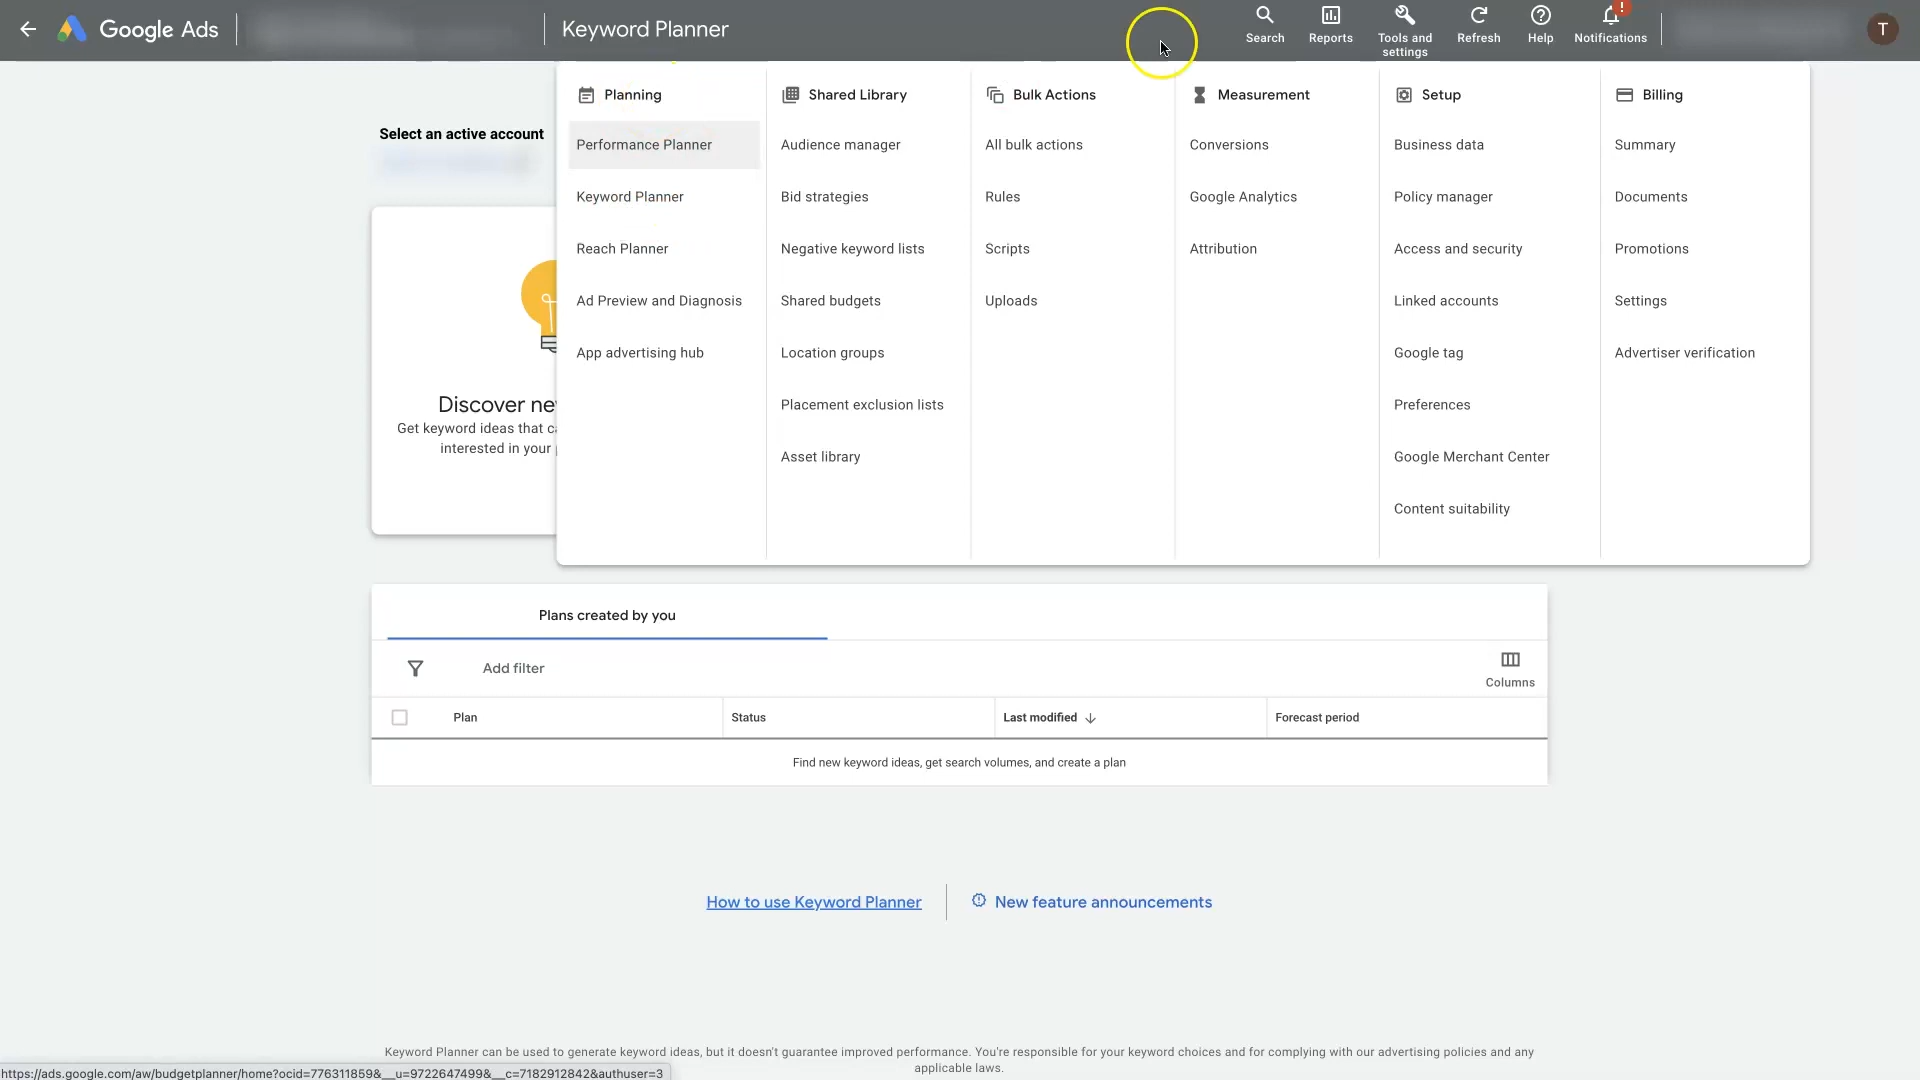 Google Ads
Keyword Planner
Search
Reports
Tools and
settings
Refresh
Help
!
Notifications
T
Select an active account
Discover ne
Get keyword ideas that
interested in your
Planning
Performance Planner
Keyword Planner
Reach Planner
Ad Preview and Diagnosis
App advertising hub
Shared Library
Audience manager
Bid strategies
Negative keyword lists
Shared budgets
Location groups
Placement exclusion lists
Asset library
Bulk Actions
All bulk actions
Rules
Scripts
Uploads
Measurement
Conversions
Google Analytics
Attribution
Setup
Business data
Policy manager
Access and security
Linked accounts
Google tag
Preferences
Google Merchant Center
Content suitability
Billing
Summary
Documents
Promotions
Settings
Advertiser verification
Plans created by you
Add filter
Columns
Plan
Status
Last modified
Forecast period
Find new keyword ideas, get search volumes, and create a plan
How to use Keyword Planner
New feature announcements
Keyword Planner can be used to generate keyword ideas, but it doesn't guarantee improved performance. You're responsible for your keyword choices and for complying with our advertising policies and any
applicable laws.
https://ads.google.com/aw/budgetplanner/home?ocid=776311859&__u=9722647499&__c=7182912842&authuser=3